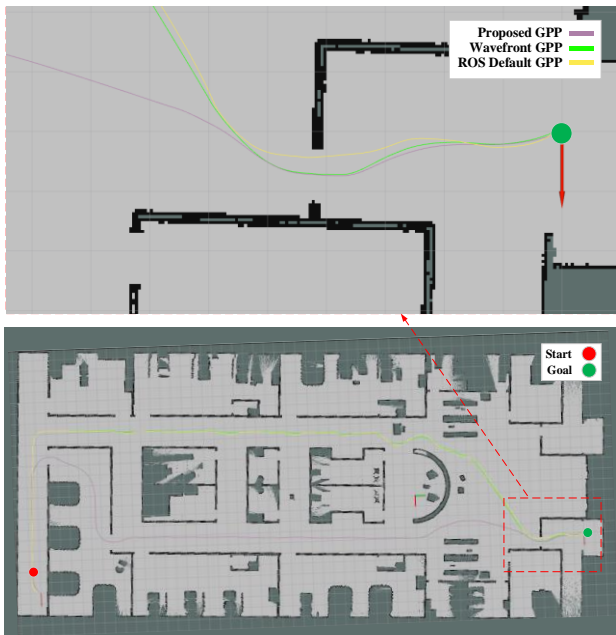 Proposed GPP
Wavefront GPP
ROS Default GPP
Start
Goal